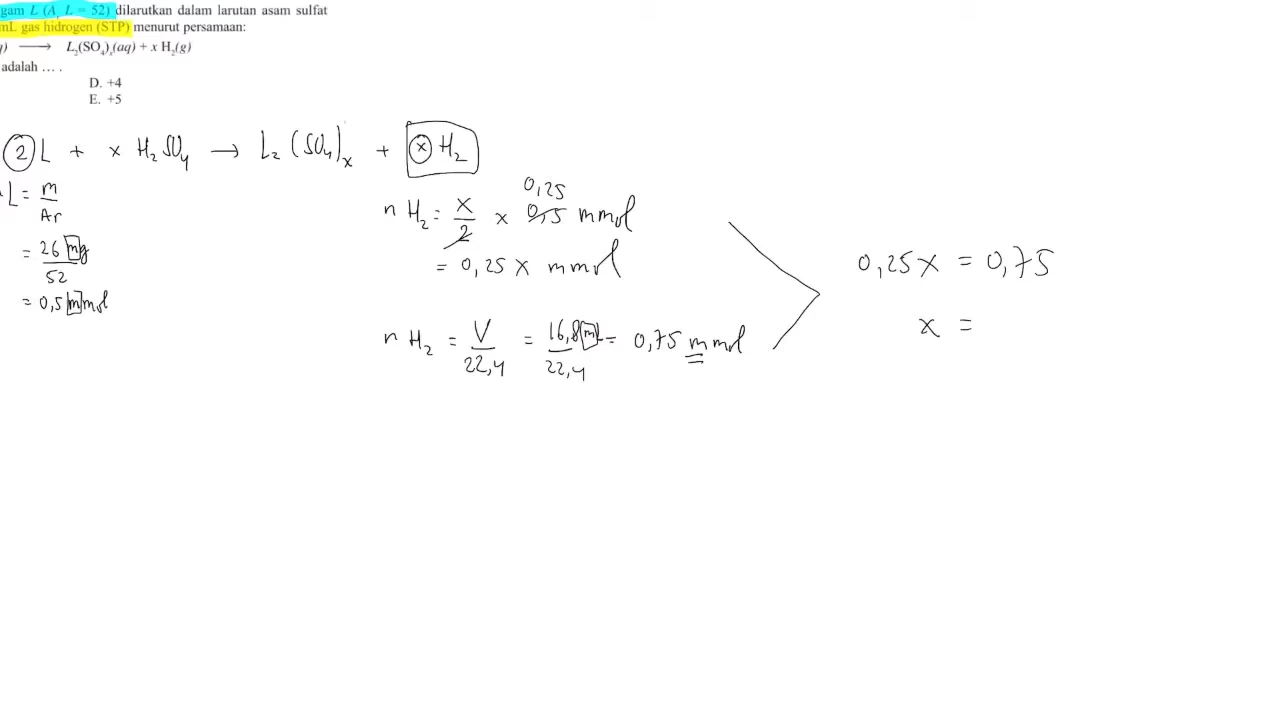 gam L (Ar L = 52) dilarutkan dalam larutan asam sulfat
mL gas hidrogen (STP) menurut persamaan:
q) ⟶ L2(SO4)x(aq) + x H2(g)
adalah ... .
D. +4
E. +5
2 L + x H2SO4 → L2(SO4)x + x H2
L = m/Ar
= 26 mg/52
= 0,5 mmol
n H2 = x/2 x 0,5 mmol
0,25
= 0,25 x mmol
n H2 = V/22,4 = 16,8 mL/22,4 = 0,75 mmol
0,25x = 0,75
x =